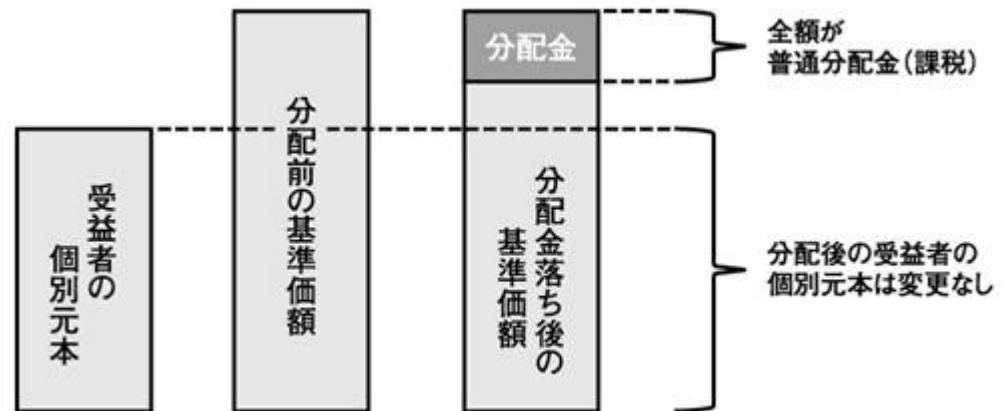 受益者の
個別元本
分配前の基準価額
分配金
分配金落ち後の
基準価額
全額が
普通分配金(課税)
分配後の受益者の
個別元本は変更なし